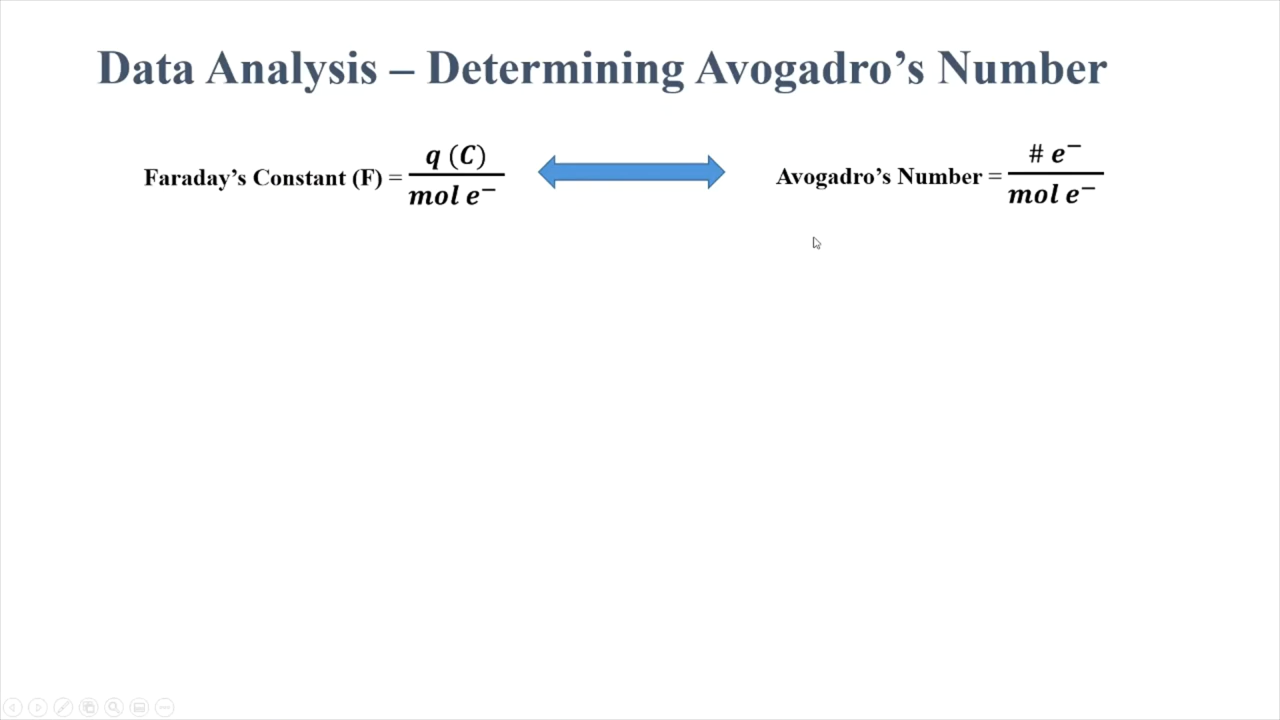 Data Analysis – Determining Avogadro’s Number
Faraday’s Constant (F) = q (C) / mol e⁻
Avogadro’s Number = # e⁻ / mol e⁻